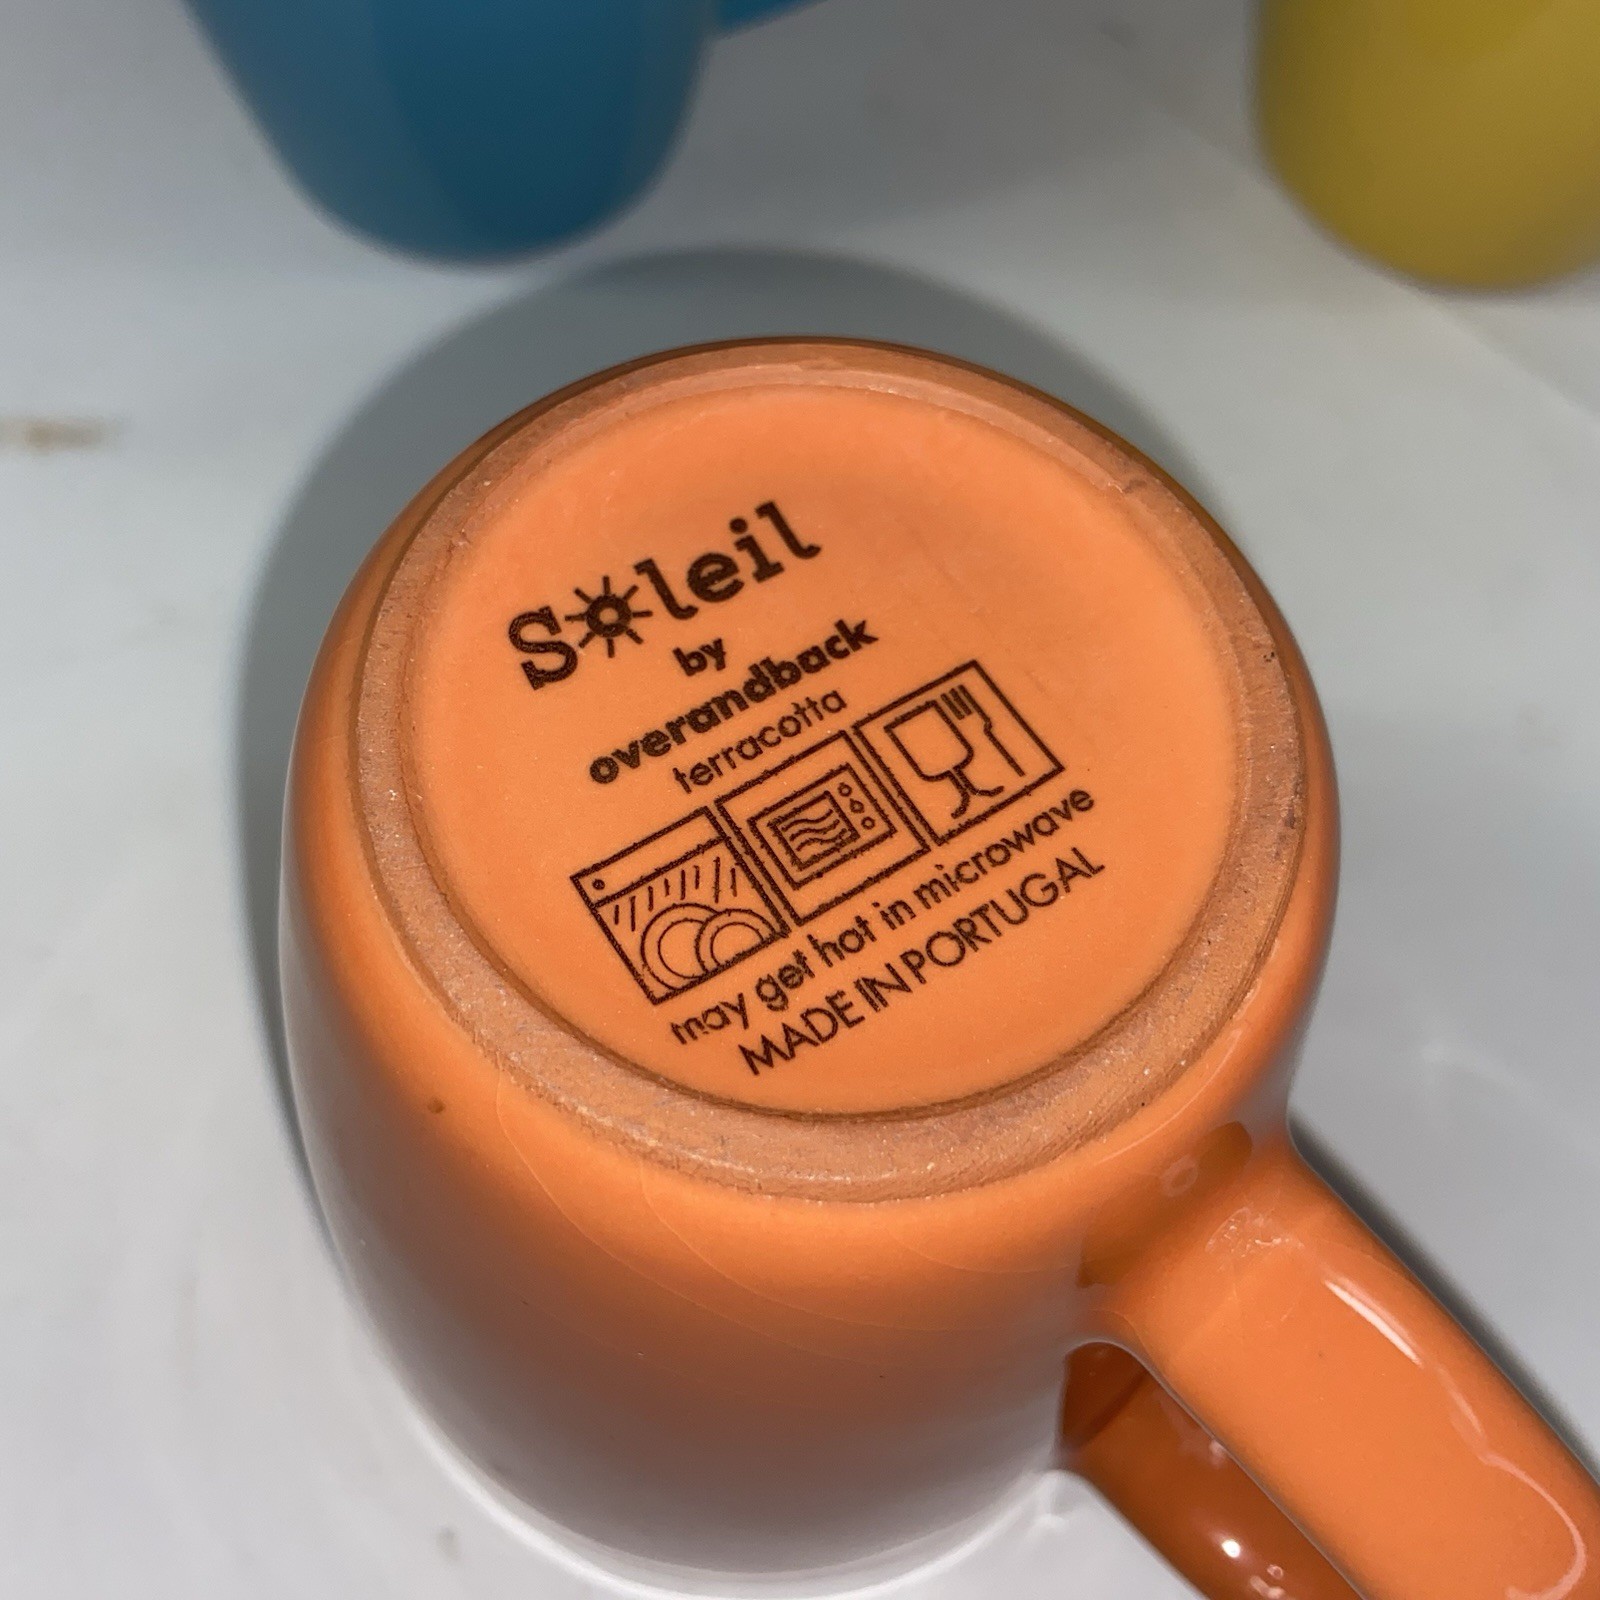 Soleil
by
overandback
terracotta
may get hot in microwave
MADE IN PORTUGAL